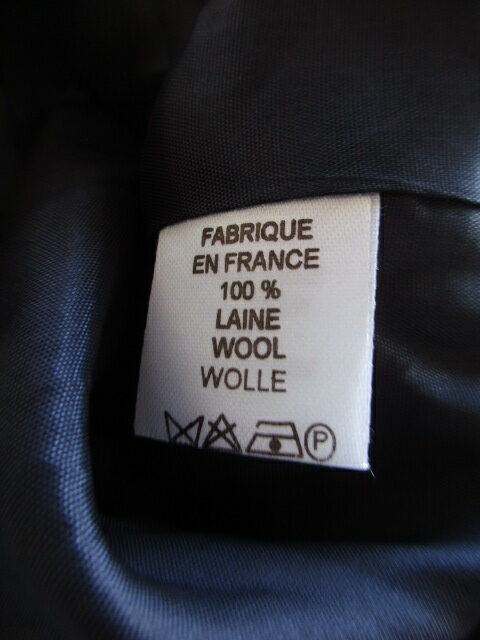 FABRIQUE
EN FRANCE
100 %
LAINE
WOOL
WOLLE
P